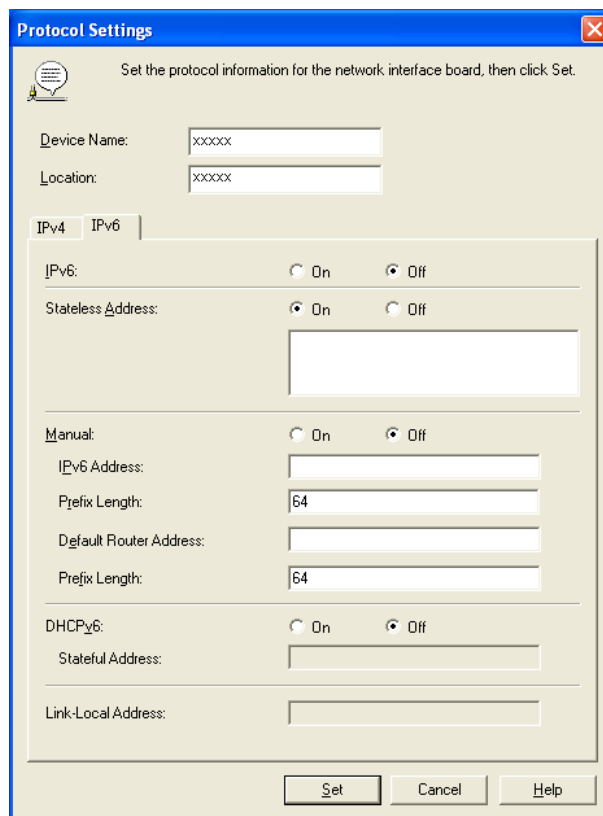 Protocol Settings
Set the protocol information for the network interface board, then click Set.
Device Name: xxxxx
Location: xxxxx
IPv4 IPv6
IPv6: On Off
Stateless Address: On Off
Manual: On Off
IPv6 Address:
Prefix Length: 64
Default Router Address:
Prefix Length: 64
DHCPv6: On Off
Stateful Address:
Link-Local Address:
Set Cancel Help